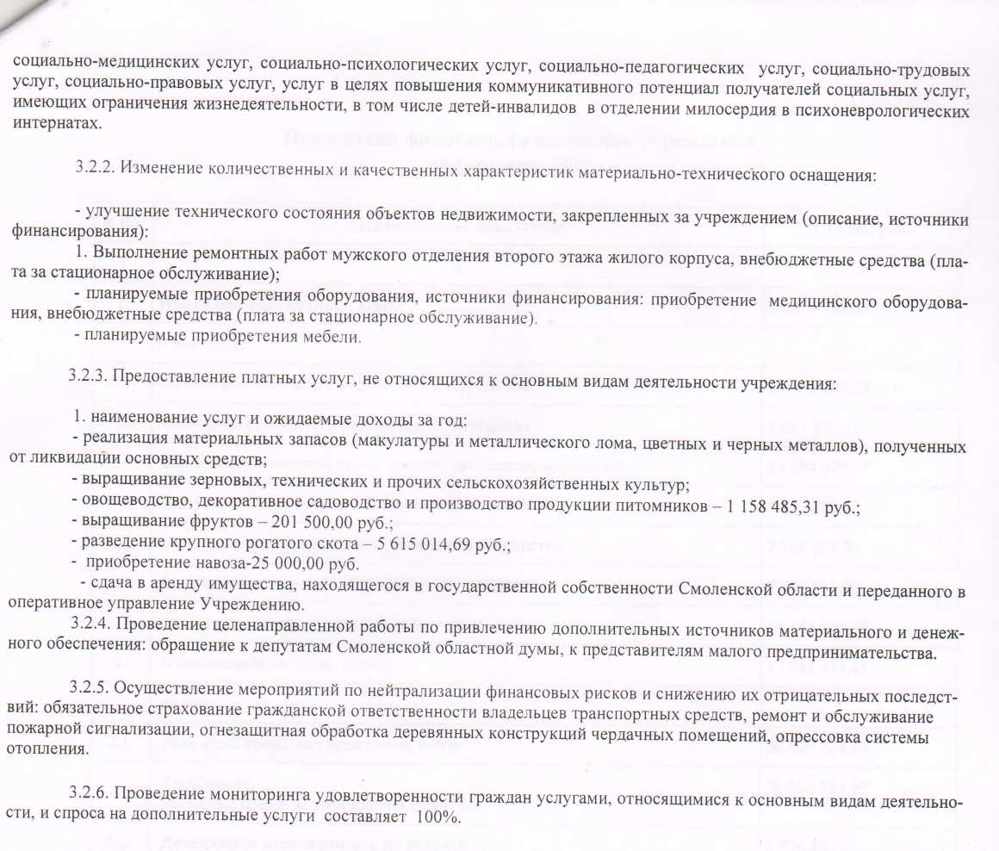 социально-медицинских услуг, социально-психологических услуг, социально-педагогических услуг, социально-трудовых
услуг, социально-правовых услуг, услуг в целях повышения коммуникативного потенциал получателей социальных услуг,
имеющих ограничения жизнедеятельности, в том числе детей-инвалидов в отделении милосердия в психоневрологических
интернатах.
3.2.2. Изменение количественных и качественных характеристик материально-технического оснащения:
- улучшение технического состояния объектов недвижимости, закрепленных за учреждением (описание, источники
финансирования):
1. Выполнение ремонтных работ мужского отделения второго этажа жилого корпуса, внебюджетные средства (пла-
та за стационарное обслуживание);
- планируемые приобретения оборудования, источники финансирования: приобретение медицинского оборудова-
ния, внебюджетные средства (плата за стационарное обслуживание).
- планируемые приобретения мебели.
3.2.3. Предоставление платных услуг, не относящихся к основным видам деятельности учреждения:
1. наименование услуг и ожидаемые доходы за год:
- реализация материальных запасов (макулатуры и металлического лома, цветных и черных металлов), полученных
от ликвидации основных средств;
- выращивание зерновых, технических и прочих сельскохозяйственных культур;
- овощеводство, декоративное садоводство и производство продукции питомников – 1 158 485,31 руб.;
- выращивание фруктов – 201 500,00 руб.;
- разведение крупного рогатого скота – 5 615 014,69 руб.;
- приобретение навоза-25 000,00 руб.
- сдача в аренду имущества, находящегося в государственной собственности Смоленской области и переданного в
оперативное управление Учреждению.
3.2.4. Проведение целенаправленной работы по привлечению дополнительных источников материального и денеж-
ного обеспечения: обращение к депутатам Смоленской областной думы, к представителям малого предпринимательства.
3.2.5. Осуществление мероприятий по нейтрализации финансовых рисков и снижению их отрицательных последст-
вий: обязательное страхование гражданской ответственности владельцев транспортных средств, ремонт и обслуживание
пожарной сигнализации, огнезащитная обработка деревянных конструкций чердачных помещений, опрессовка системы
отопления.
3.2.6. Проведение мониторинга удовлетворенности граждан услугами, относящимися к основным видам деятельно-
сти, и спроса на дополнительные услуги составляет 100%.